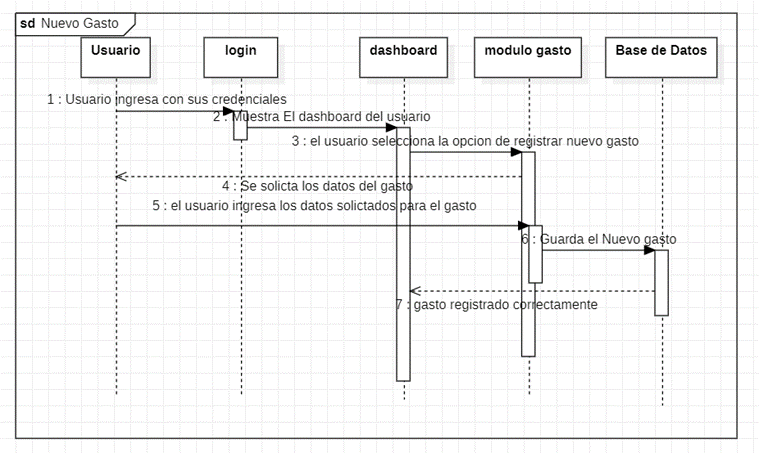 sd Nuevo Gasto
Usuario
login
dashboard
modulo gasto
Base de Datos
1 : Usuario ingresa con sus credenciales
2 : Muestra El dashboard del usuario
3 : el usuario selecciona la opcion de registrar nuevo gasto
4 : Se solicta los datos del gasto
5 : el usuario ingresa los datos solictados para el gasto
6 : Guarda el Nuevo gasto
7 : gasto registrado correctamente